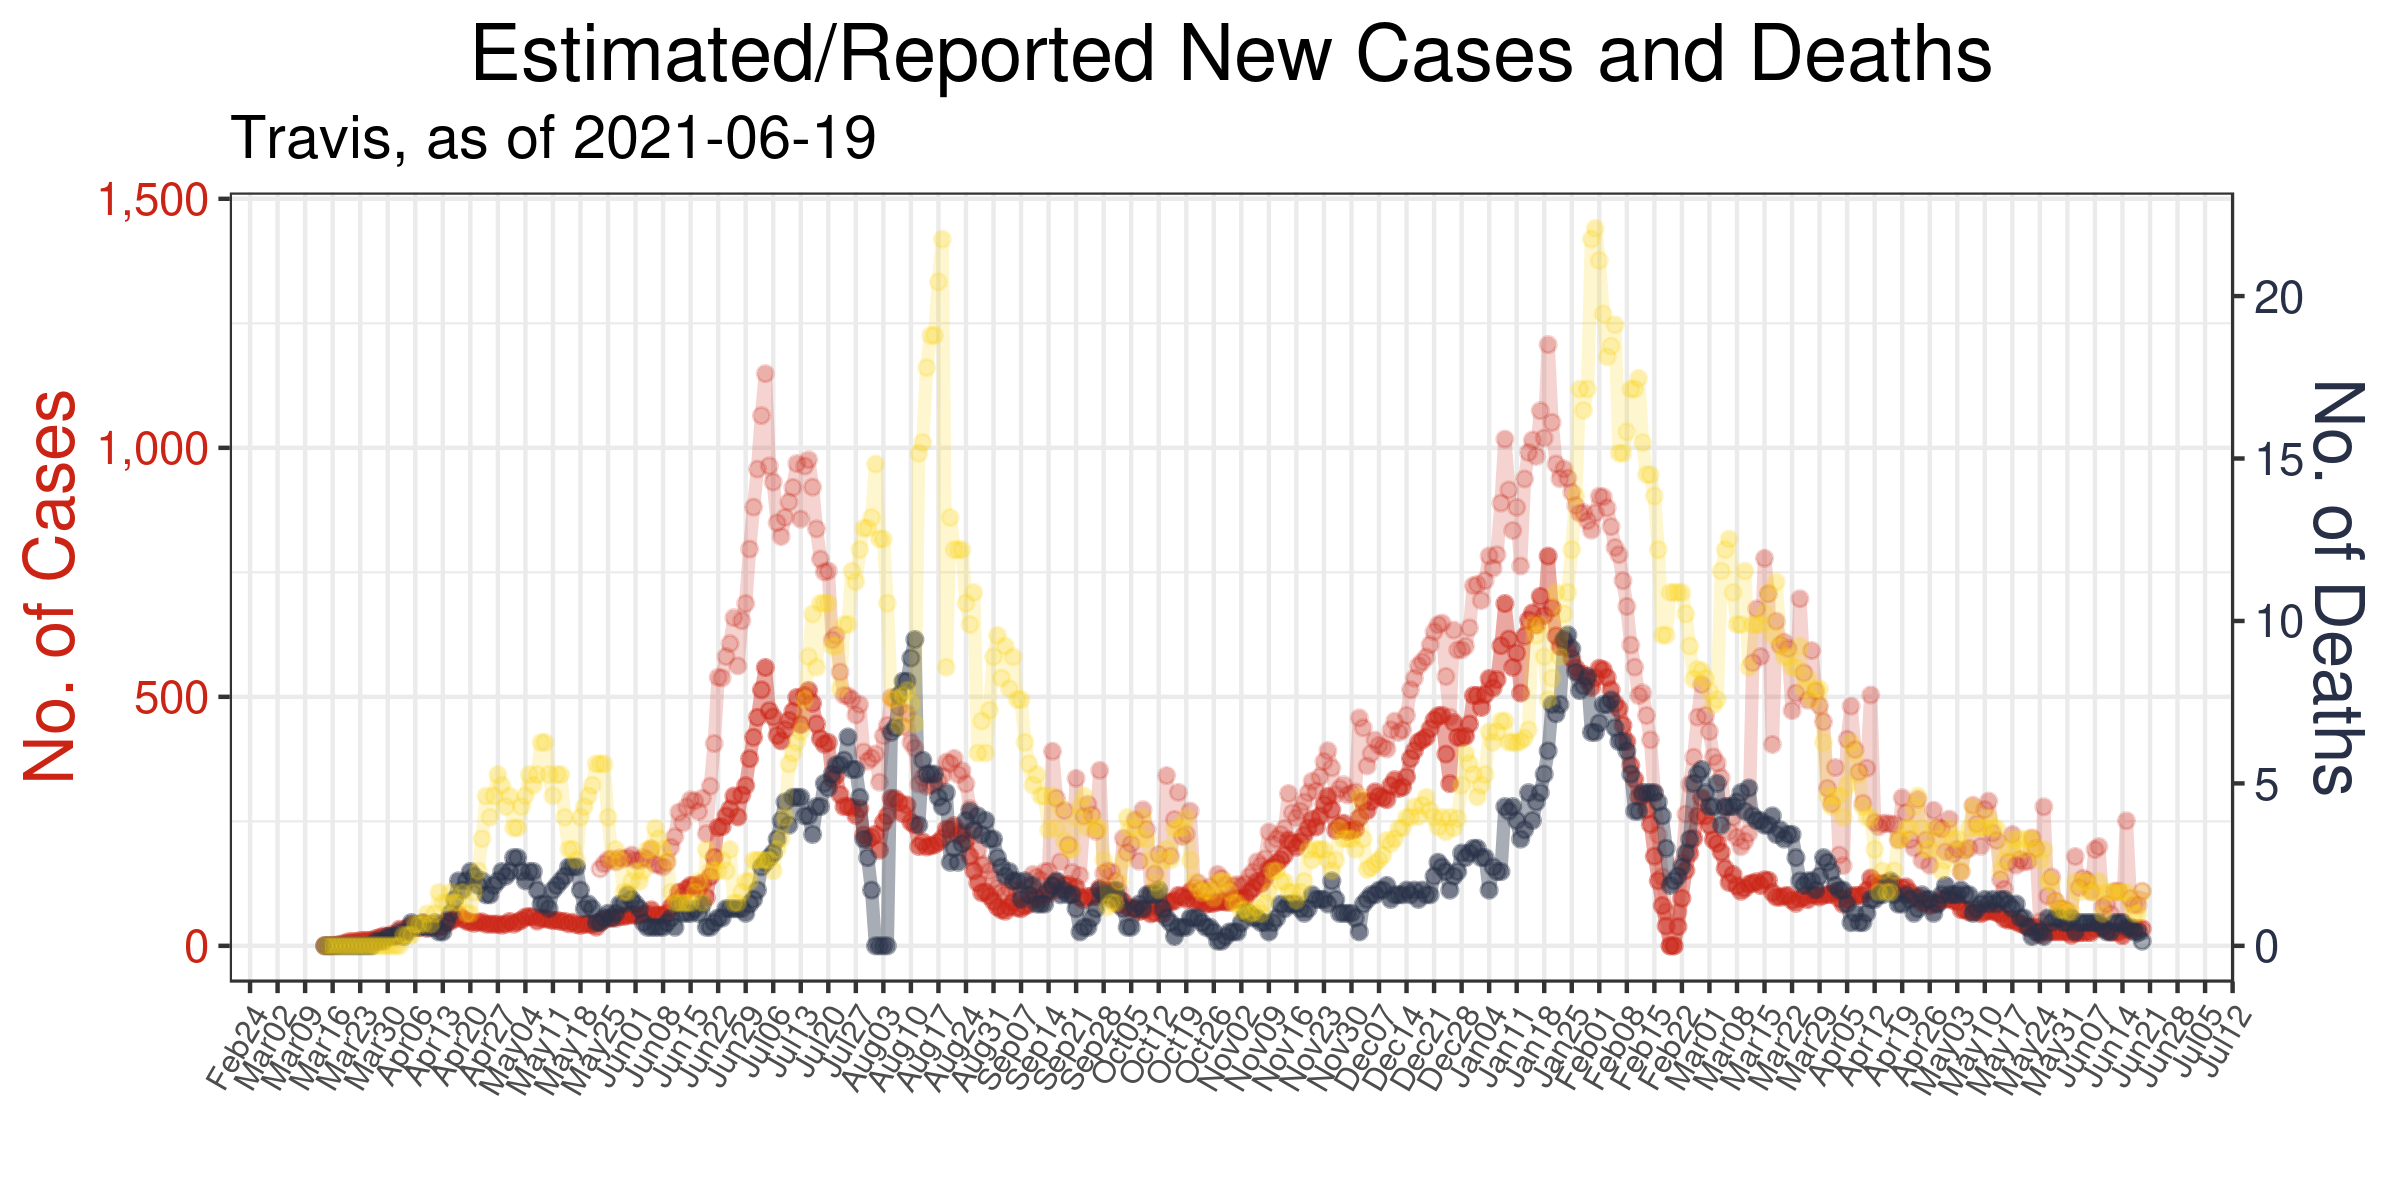 Estimated/Reported New Cases and Deaths
Travis, as of 2021-06-19
No. of Cases
1,500
1,000
500
0
No. of Deaths
20
15
10
5
0
Feb24
Mar02
Mar09
Mar16
Mar23
Mar30
Apr06
Apr13
Apr20
Apr27
May04
May11
May18
May25
Jun01
Jun08
Jun15
Jun22
Jun29
Jul06
Jul13
Jul20
Jul27
Aug03
Aug10
Aug17
Aug24
Aug31
Sep07
Sep14
Sep21
Sep28
Oct05
Oct12
Oct19
Oct26
Nov02
Nov09
Nov16
Nov23
Nov30
Dec07
Dec14
Dec21
Dec28
Jan04
Jan11
Jan18
Jan25
Feb01
Feb08
Feb15
Feb22
Mar01
Mar08
Mar15
Mar22
Mar29
Apr05
Apr12
Apr19
Apr26
May03
May10
May17
May24
May31
Jun07
Jun14
Jun21
Jun28
Jul05
Jul12